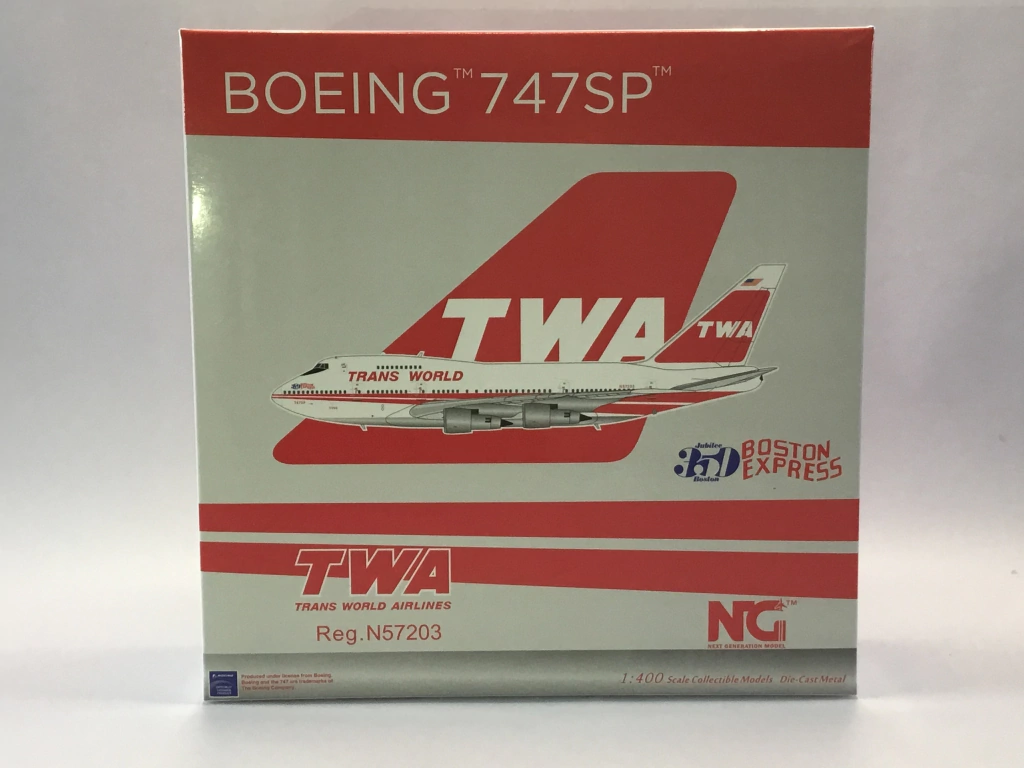 BOEING™ 747SP™
TWA
TWA
TRANS WORLD
Jubilee
350
Boston
BOSTON
EXPRESS
TWA
TRANS WORLD AIRLINES
Reg.N57203
NG™
NEXT GENERATION MODEL
Produced under license from Boeing.
Boeing and the 747 are trademarks of
The Boeing Company.
1:400 Scale Collectible Models Die-Cast Metal